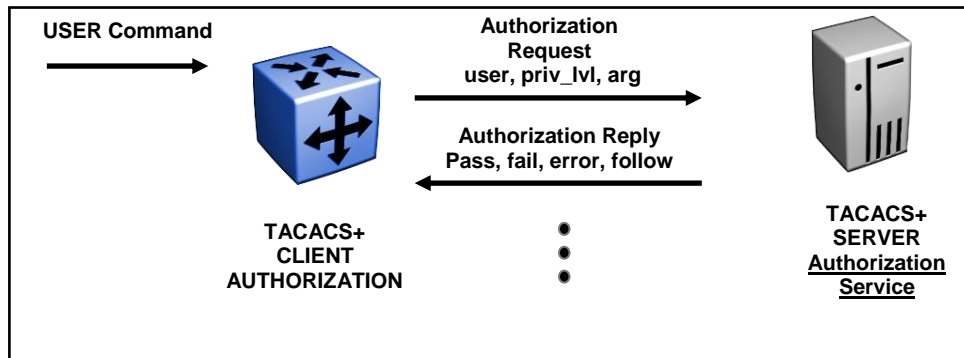 USER Command
Authorization
Request
user, priv_lvl, arg
Authorization Reply
Pass, fail, error, follow
TACACS+
CLIENT
AUTHORIZATION
TACACS+
SERVER
Authorization
Service